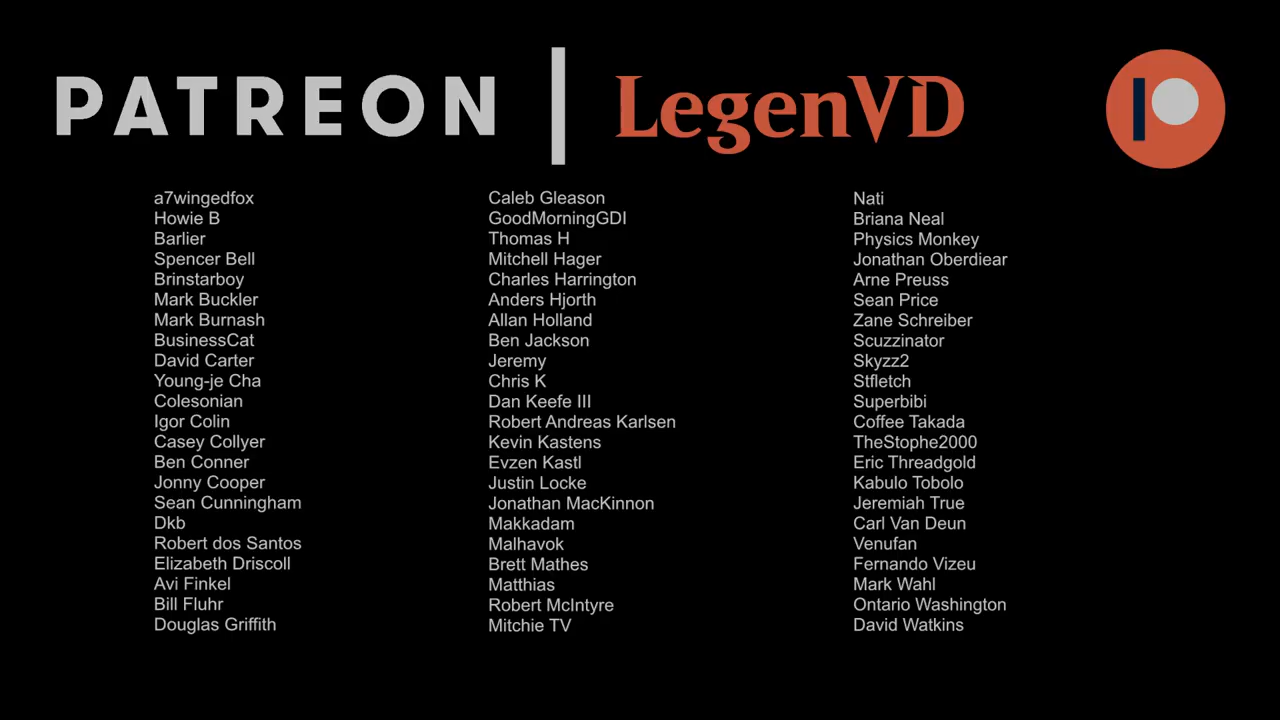 PATREON | LegenVD
a7wingedfox
Howie B
Barlier
Spencer Bell
Brinstarboy
Mark Buckler
Mark Burnash
BusinessCat
David Carter
Young-je Cha
Colesonian
Igor Colin
Casey Collyer
Ben Conner
Jonny Cooper
Sean Cunningham
Dkb
Robert dos Santos
Elizabeth Driscoll
Avi Finkel
Bill Fluhr
Douglas Griffith
Caleb Gleason
GoodMorningGDI
Thomas H
Mitchell Hager
Charles Harrington
Anders Hjorth
Allan Holland
Ben Jackson
Jeremy
Chris K
Dan Keefe III
Robert Andreas Karlsen
Kevin Kastens
Evzen Kastl
Justin Locke
Jonathan MacKinnon
Makkadam
Malhavok
Brett Mathes
Matthias
Robert McIntyre
Mitchie TV
Nati
Briana Neal
Physics Monkey
Jonathan Oberdiear
Arne Preuss
Sean Price
Zane Schreiber
Scuzzinator
Skyzz2
Stfletch
Superbibi
Coffee Takada
TheStophe2000
Eric Threadgold
Kabulo Tobolo
Jeremiah True
Carl Van Deun
Venufan
Fernando Vizeu
Mark Wahl
Ontario Washington
David Watkins